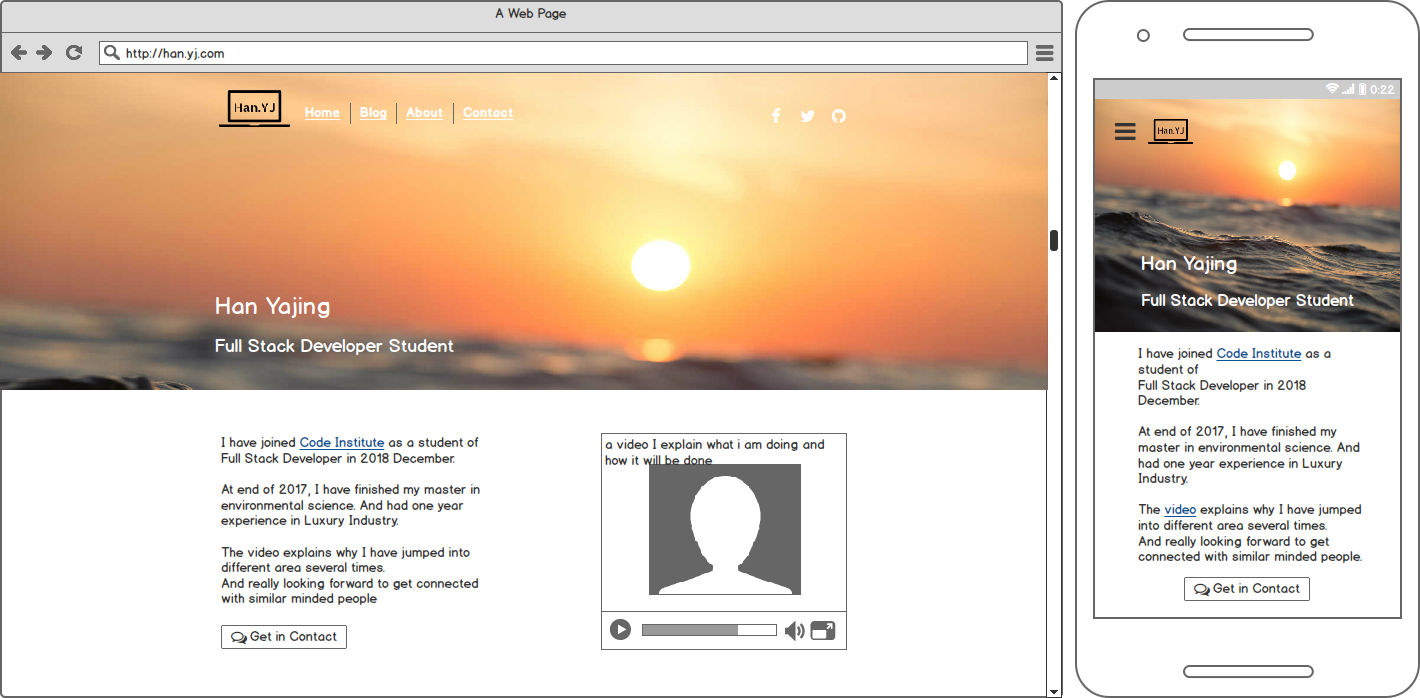 A Web Page
http://han.yj.com
Han.YJ
Home Blog About Contact
Han Yajing
Full Stack Developer Student
I have joined Code Institute as a student of
Full Stack Developer in 2018 December.
At end of 2017, I have finished my master in
environmental science. And had one year
experience in Luxury Industry.
The video explains why I have jumped into
different area several times.
And really looking forward to get connected
with similar minded people
Get in Contact
a video I explain what i am doing and
how it will be done
0:22
Han.YJ
Han Yajing
Full Stack Developer Student
I have joined Code Institute as a
student of
Full Stack Developer in 2018
December.
At end of 2017, I have finished my
master in environmental science. And
had one year experience in Luxury
Industry.
The video explains why I have jumped
into different area several times.
And really looking forward to get
connected with similar minded people.
Get in Contact